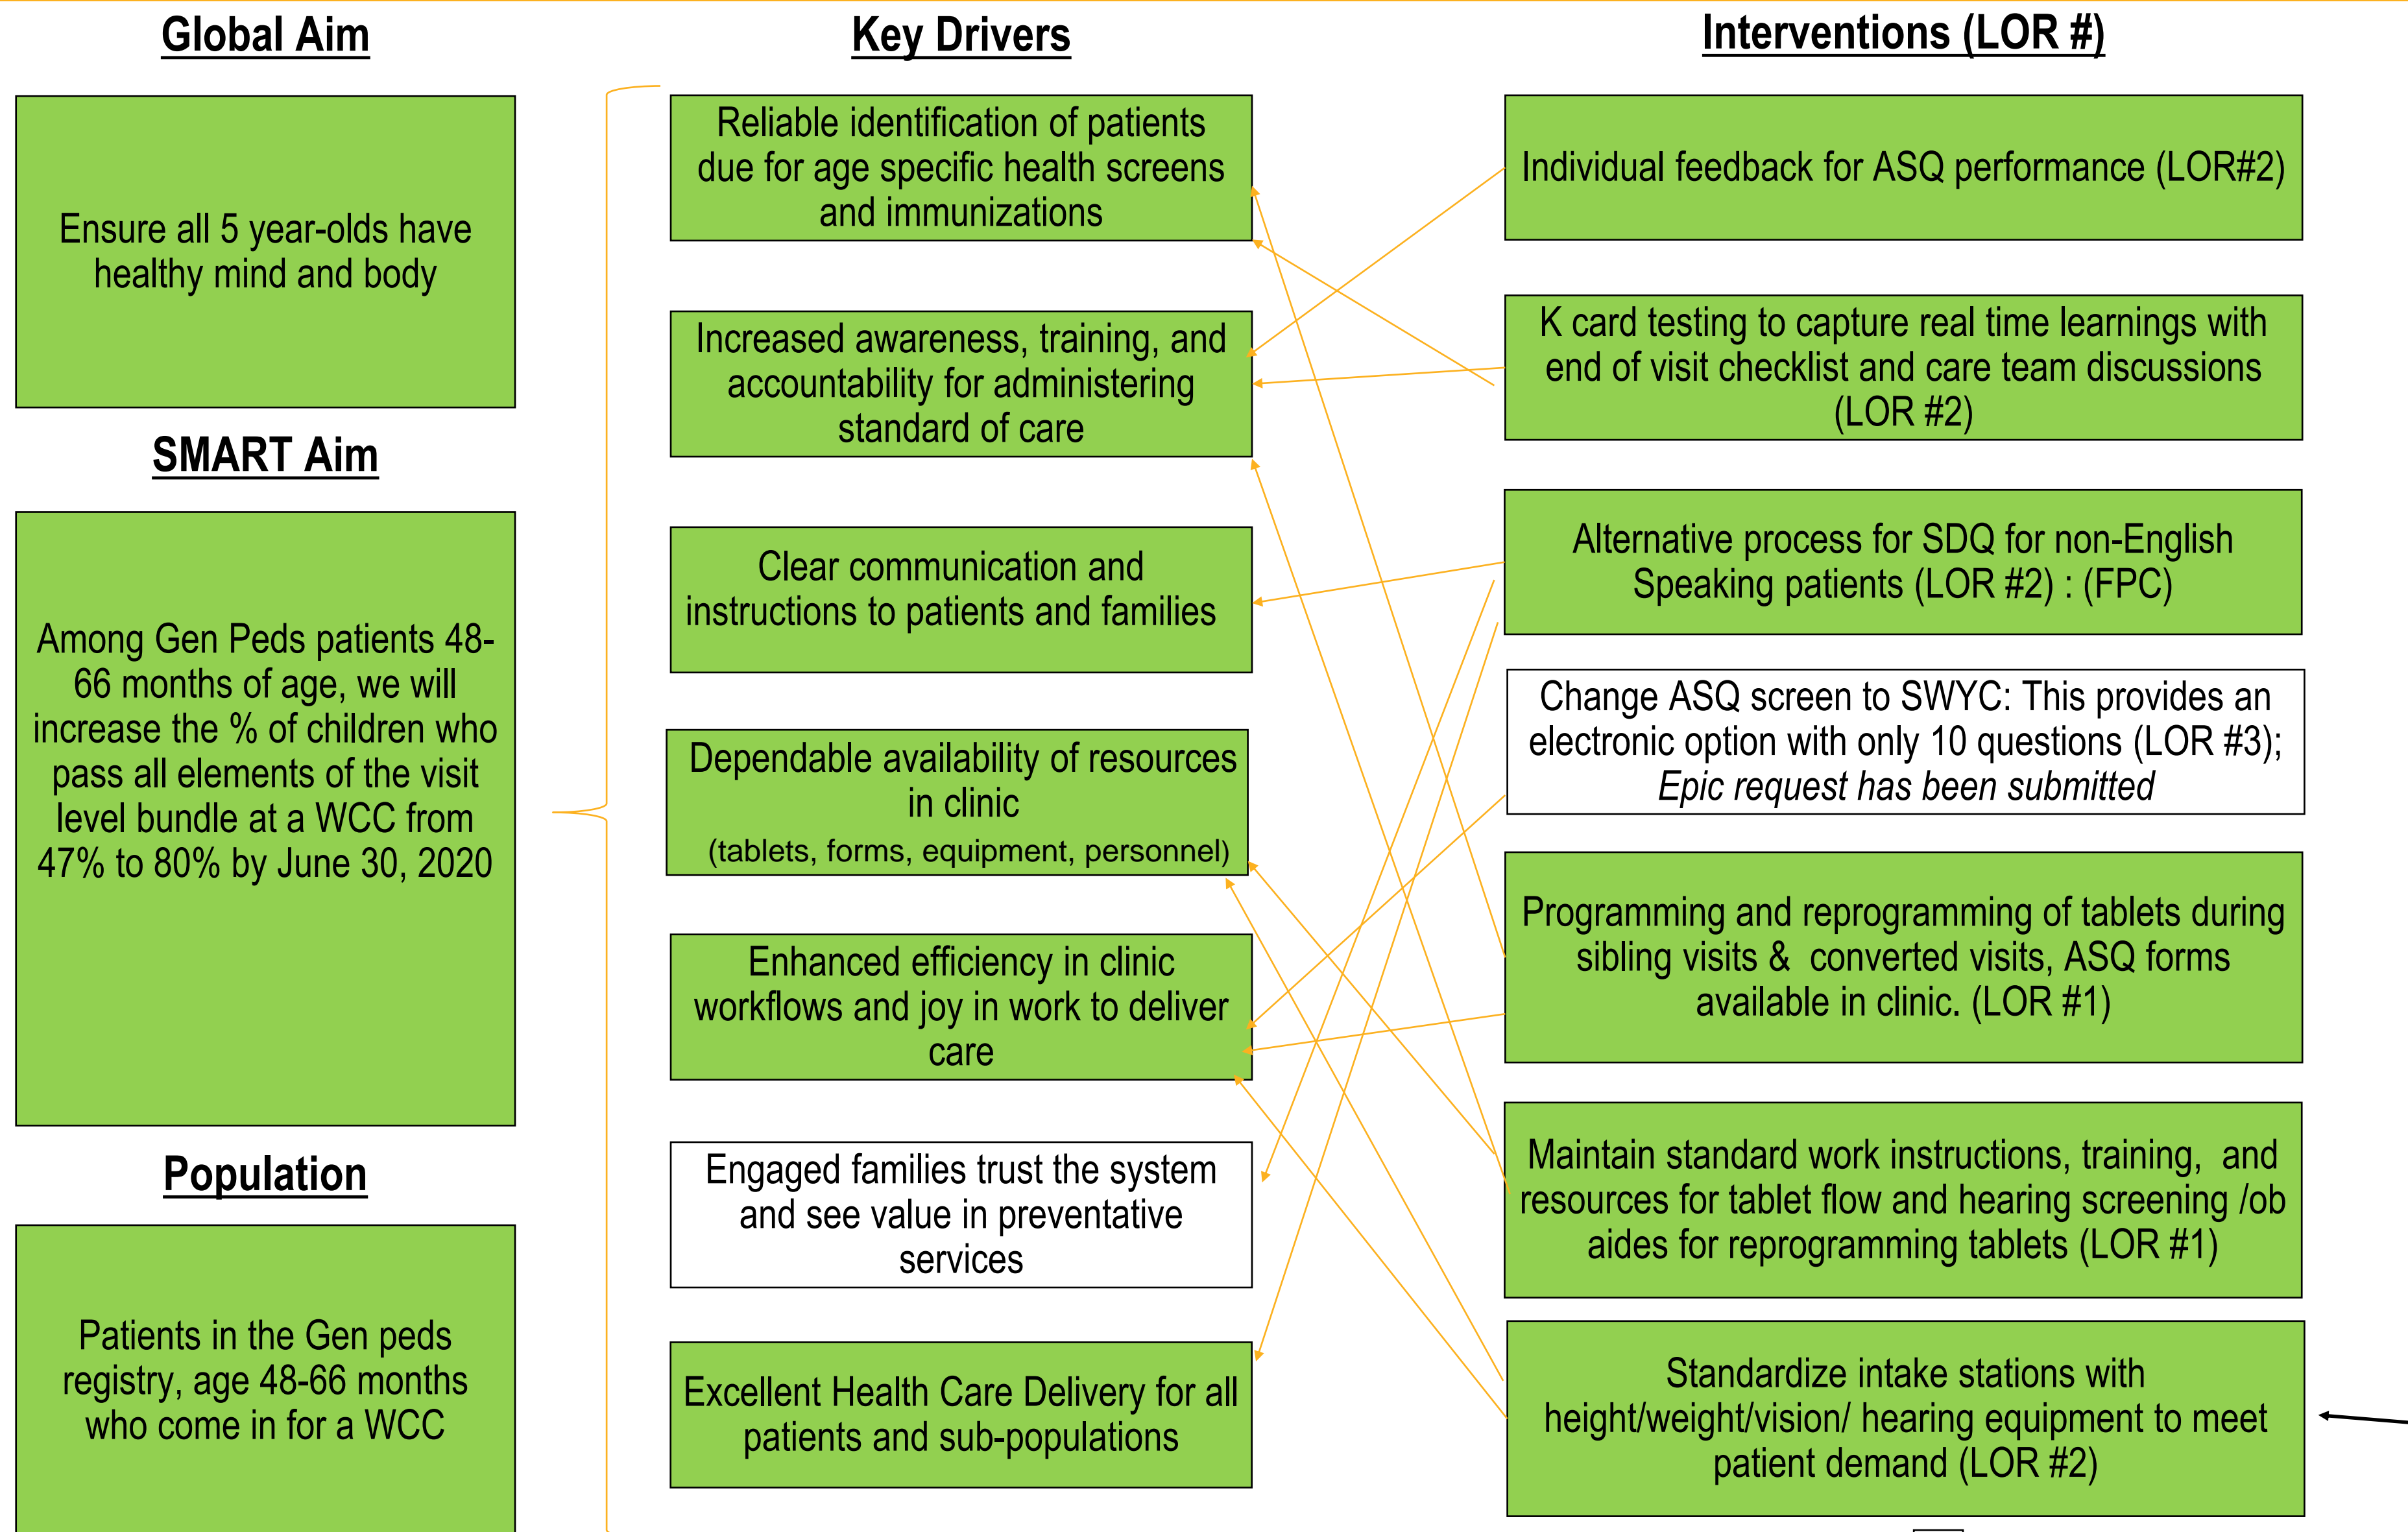 Global Aim
Ensure all 5 year-olds have
healthy mind and body
SMART Aim
Among Gen Peds patients 48-
66 months of age, we will
increase the % of children who
pass all elements of the visit
level bundle at a WCC from
47% to 80% by June 30, 2020
Population
Patients in the Gen peds
registry, age 48-66 months
who come in for a WCC
Key Drivers
Reliable identification of patients
due for age specific health screens
and immunizations
Increased awareness, training, and
accountability for administering
standard of care
Clear communication and
instructions to patients and families
Dependable availability of resources
in clinic
(tablets, forms, equipment, personnel)
Enhanced efficiency in clinic
workflows and joy in work to deliver
care
Engaged families trust the system
and see value in preventative
services
Excellent Health Care Delivery for all
patients and sub-populations
Interventions (LOR #)
Individual feedback for ASQ performance (LOR#2)
K card testing to capture real time learnings with
end of visit checklist and care team discussions
(LOR #2)
Alternative process for SDQ for non-English
Speaking patients (LOR #2) : (FPC)
Change ASQ screen to SWYC: This provides an
electronic option with only 10 questions (LOR #3);
Epic request has been submitted
Programming and reprogramming of tablets during
sibling visits &  converted visits, ASQ forms
available in clinic. (LOR #1)
Maintain standard work instructions, training,  and
resources for tablet flow and hearing screening /ob
aides for reprogramming tablets (LOR #1)
Standardize intake stations with
height/weight/vision/ hearing equipment to meet
patient demand (LOR #2)